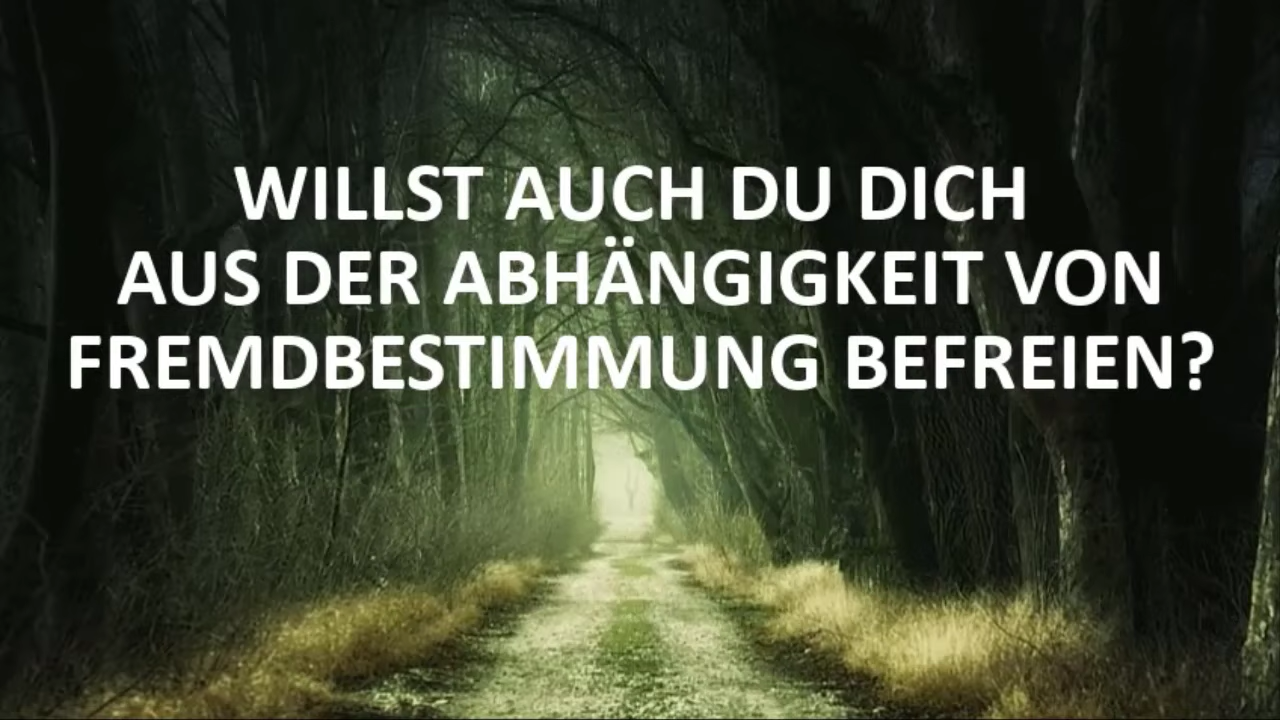 WILLST AUCH DU DICH
AUS DER ABHÄNGIGKEIT VON
FREMDBESTIMMUNG BEFREIEN?